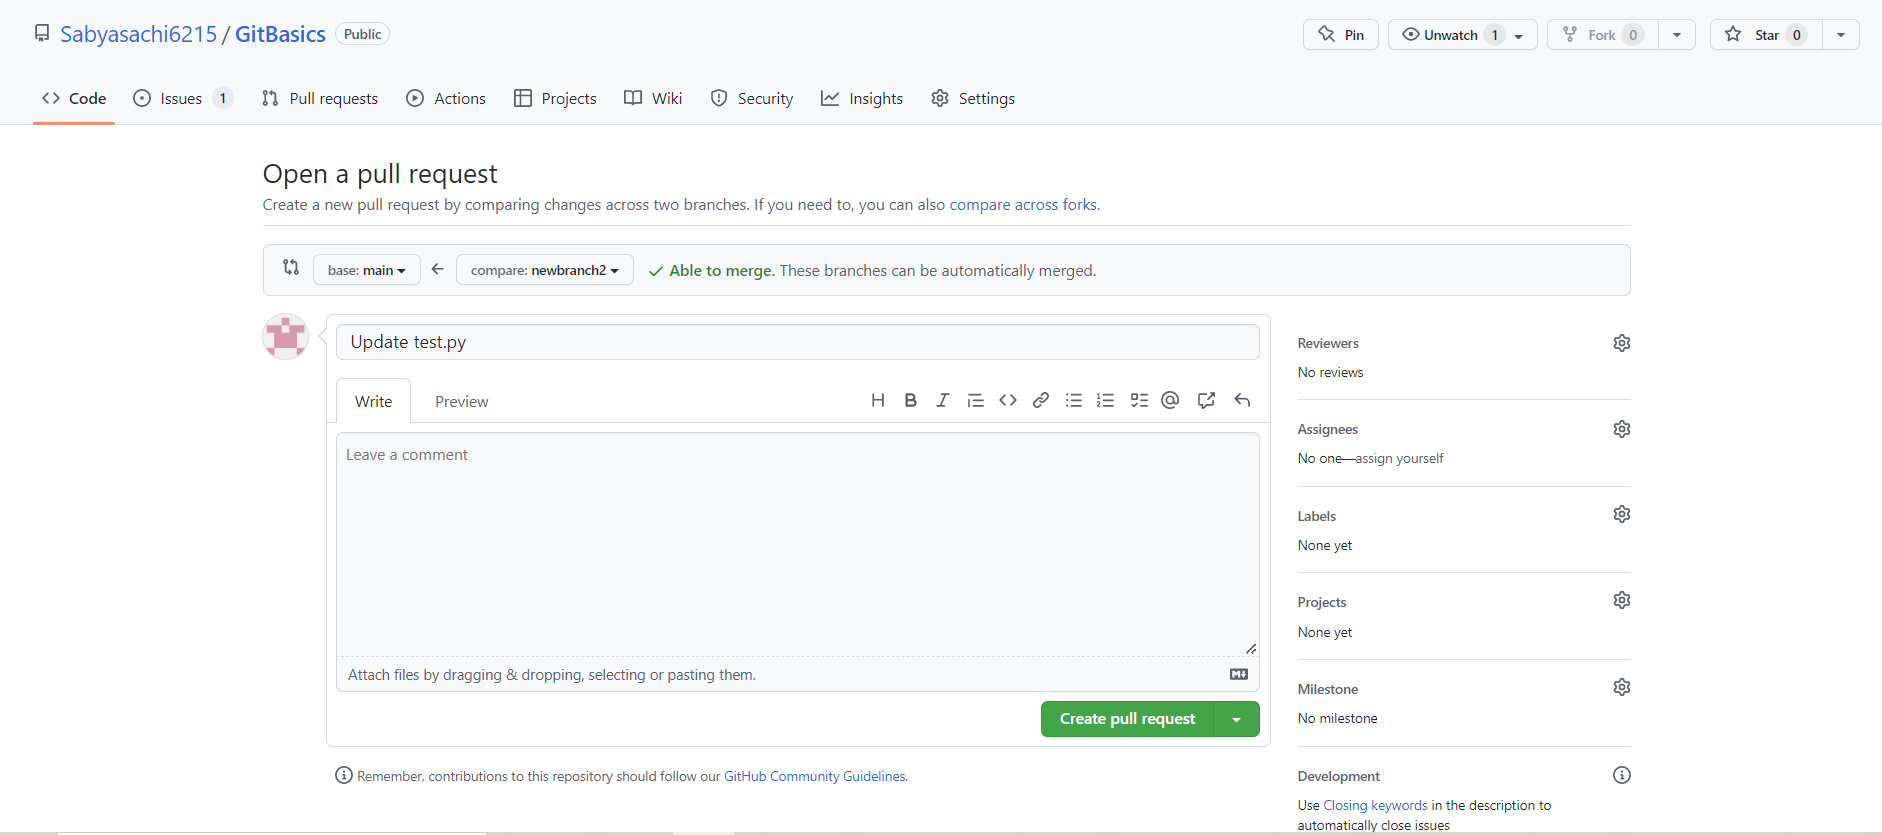 Sabyasachi6215 / GitBasics Public
Pin Unwatch 1 Fork 0 Star 0
Code Issues 1 Pull requests Actions Projects Wiki Security Insights Settings
Open a pull request
Create a new pull request by comparing changes across two branches. If you need to, you can also compare across forks.
base: main compare: newbranch2 Able to merge. These branches can be automatically merged.
Update test.py
Write Preview
Leave a comment
Attach files by dragging & dropping, selecting or pasting them.
Create pull request
Remember, contributions to this repository should follow our GitHub Community Guidelines.
Reviewers
No reviews
Assignees
No one—assign yourself
Labels
None yet
Projects
None yet
Milestone
No milestone
Development
Use Closing keywords in the description to
automatically close issues